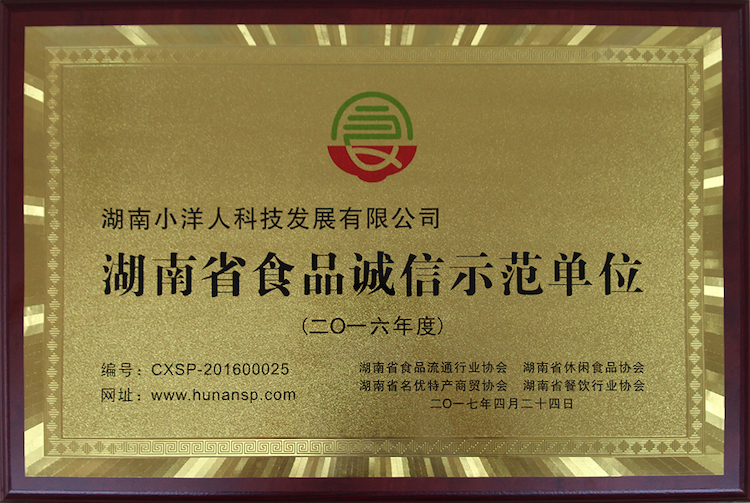 湖南小洋人科技发展有限公司
湖南省食品诚信示范单位
(二〇一六年度)
编号：CXSP-201600025
网址：www.hunansp.com
湖南省食品流通行业协会 湖南省休闲食品协会
湖南省名优特产商贸协会 湖南省餐饮行业协会
二〇一七年四月二十四日